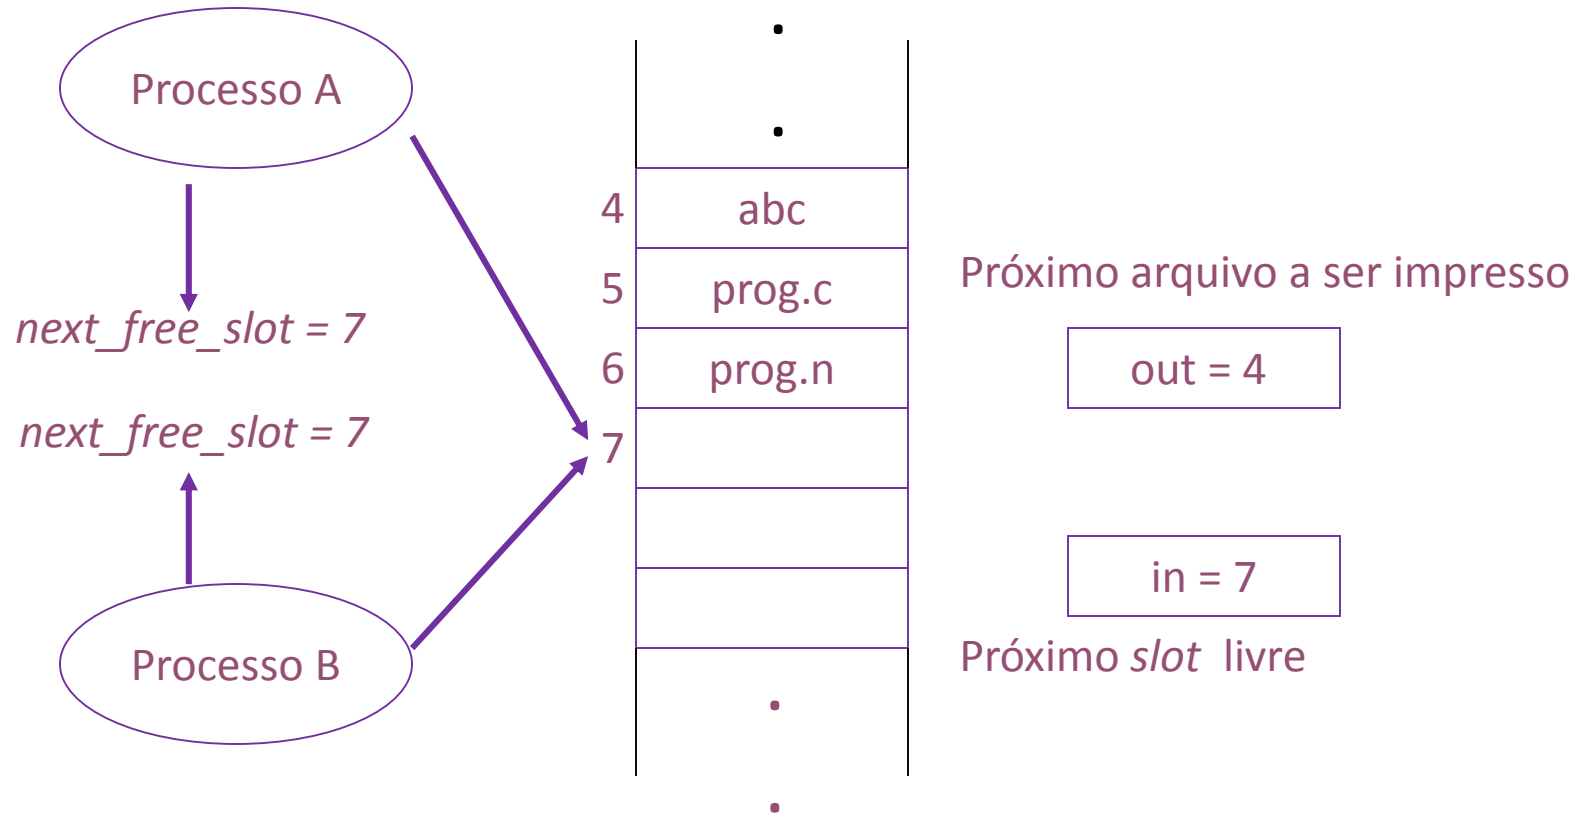 Processo A
next_free_slot = 7
next_free_slot = 7
Processo B
4 abc
5 prog.c
6 prog.n
7
Próximo arquivo a ser impresso
out = 4
in = 7
Próximo slot livre